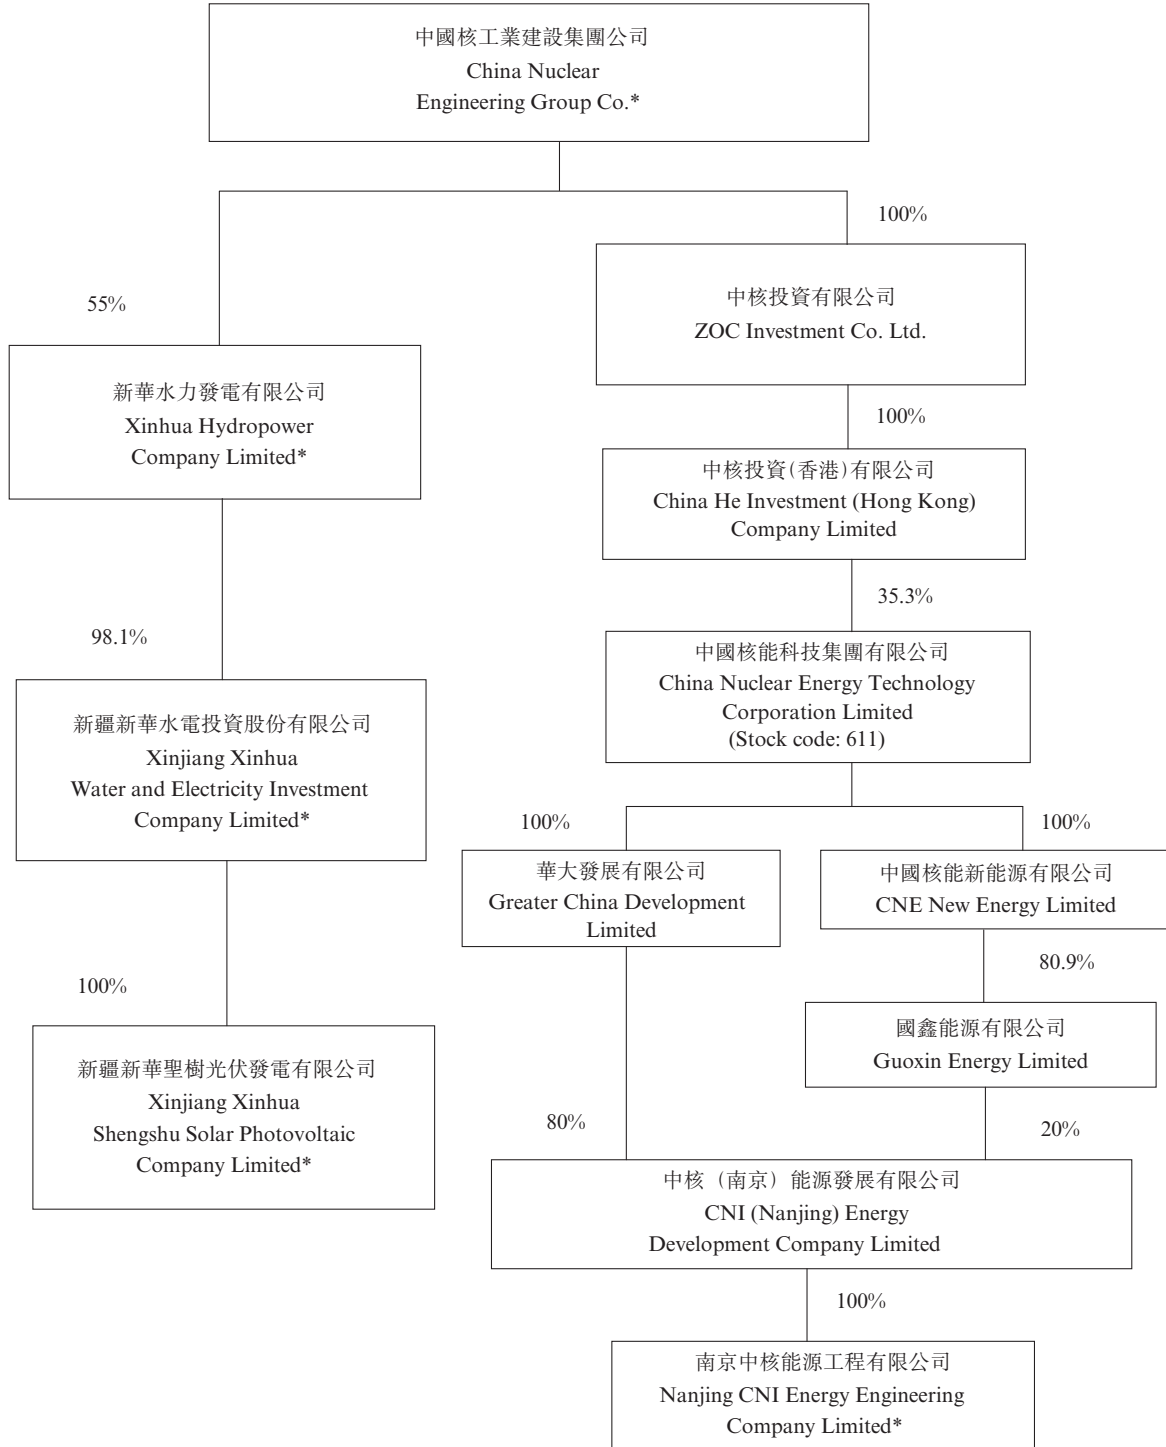 中國核工業建設集團公司
China Nuclear
Engineering Group Co.*
100%
55%
中核投資有限公司
ZOC Investment Co. Ltd.
新華水力發電有限公司
Xinhua Hydropower
Company Limited*
100%
中核投資(香港)有限公司
China He Investment (Hong Kong)
Company Limited
35.3%
98.1%
中國核能科技集團有限公司
China Nuclear Energy Technology
Corporation Limited
(Stock code: 611)
新疆新華水電投資股份有限公司
Xinjiang Xinhua
Water and Electricity Investment
Company Limited*
100%
100%
華大發展有限公司
Greater China Development
Limited
中國核能新能源有限公司
CNE New Energy Limited
80.9%
100%
國鑫能源有限公司
Guoxin Energy Limited
新疆新華聖樹光伏發電有限公司
Xinjiang Xinhua
Shengshu Solar Photovoltaic
Company Limited*
80%
20%
中核（南京）能源發展有限公司
CNI (Nanjing) Energy
Development Company Limited
100%
南京中核能源工程有限公司
Nanjing CNI Energy Engineering
Company Limited*